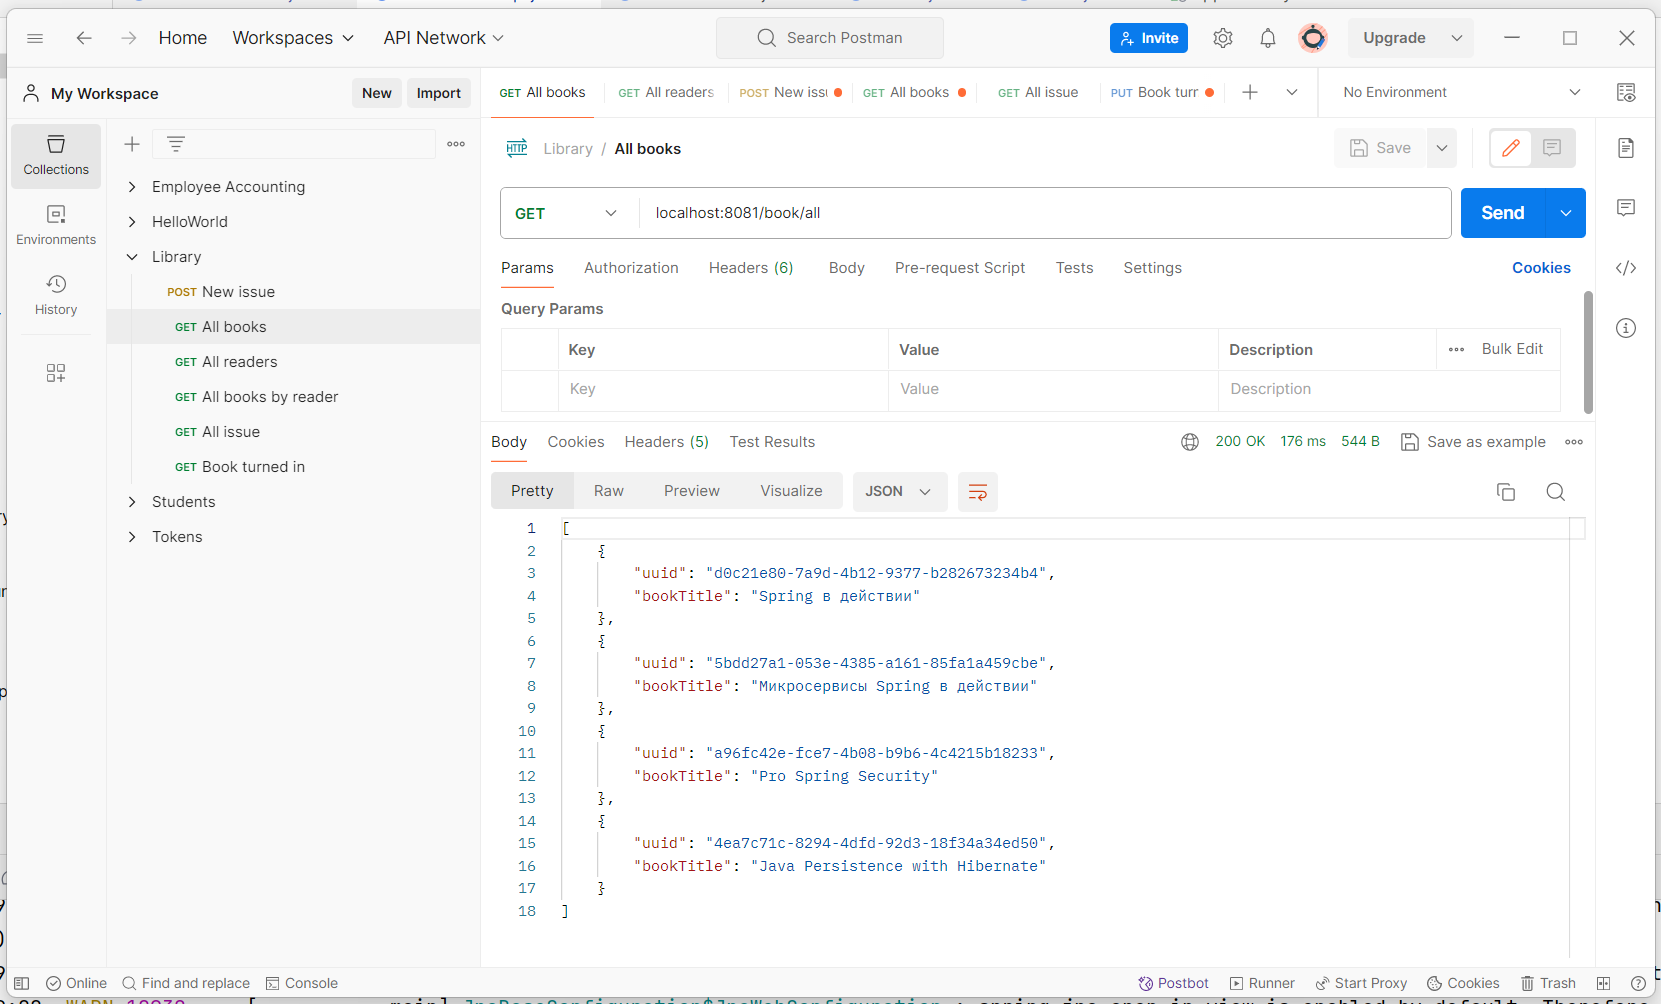 Home Workspaces API Network Search Postman Invite Upgrade
My Workspace New Import
GET All books GET All readers POST New issu GET All books GET All issue PUT Book turr No Environment
Collections
Environments
History
Employee Accounting
HelloWorld
Library
POST New issue
GET All books
GET All readers
GET All books by reader
GET All issue
GET Book turned in
Students
Tokens
HTTP Library / All books Save
GET localhost:8081/book/all Send
Params Authorization Headers (6) Body Pre-request Script Tests Settings Cookies
Query Params
Key Value Description Bulk Edit
Key Value Description
Body Cookies Headers (5) Test Results 200 OK 176 ms 544 B Save as example
Pretty Raw Preview Visualize JSON
1 [
2 {
3 "uuid": "d0c21e80-7a9d-4b12-9377-b282673234b4",
4 "bookTitle": "Spring в действии"
5 },
6 {
7 "uuid": "5bdd27a1-053e-4385-a161-85fa1a459cbe",
8 "bookTitle": "Микросервисы Spring в действии"
9 },
10 {
11 "uuid": "a96fc42e-fce7-4b08-b9b6-4c4215b18233",
12 "bookTitle": "Pro Spring Security"
13 },
14 {
15 "uuid": "4ea7c71c-8294-4dfd-92d3-18f34a34ed50",
16 "bookTitle": "Java Persistence with Hibernate"
17 }
18 ]
Online Find and replace Console Postbot Runner Start Proxy Cookies Trash